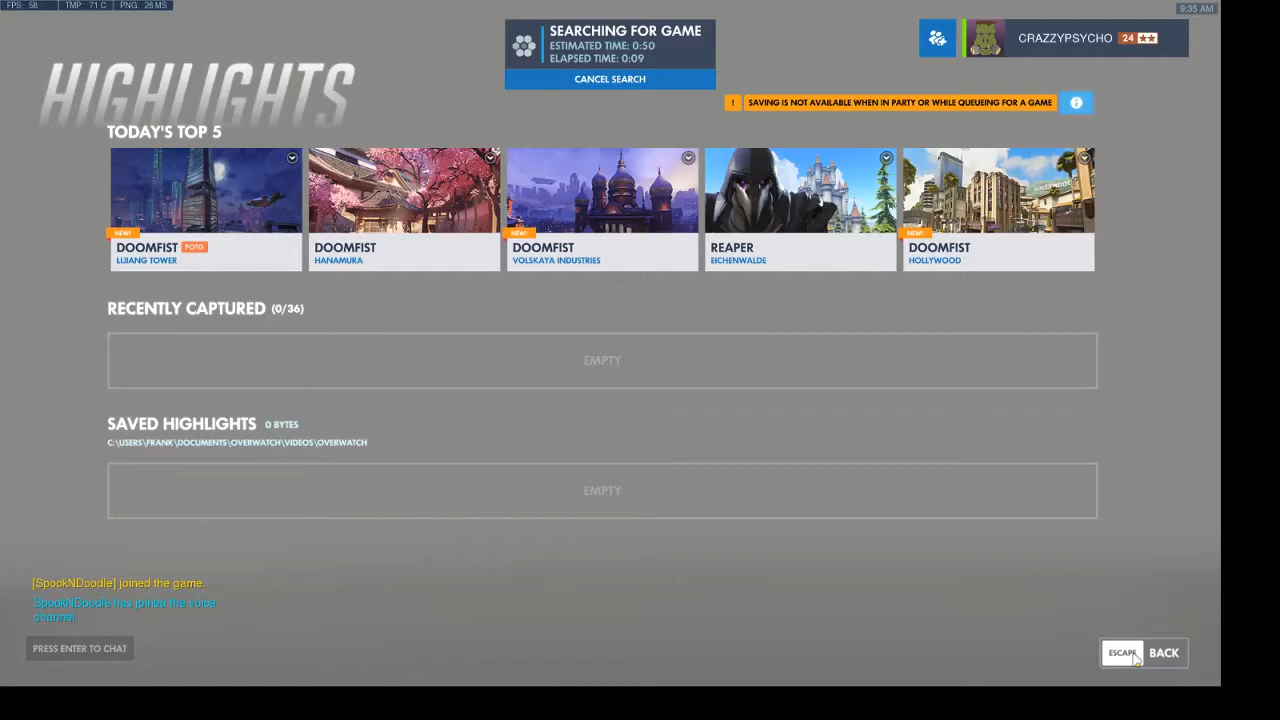 FPS: 58 TMP: 71 C PNG: 28 MS
9:35 AM
SEARCHING FOR GAME
ESTIMATED TIME: 0:50
ELAPSED TIME: 0:09
CANCEL SEARCH
CRAZZYPSYCHO 24
HIGHLIGHTS
! SAVING IS NOT AVAILABLE WHEN IN PARTY OR WHILE QUEUEING FOR A GAME
TODAY'S TOP 5
NEW!
DOOMFIST POTG
LIJIANG TOWER
DOOMFIST
HANAMURA
NEW!
DOOMFIST
VOLSKAYA INDUSTRIES
REAPER
EICHENWALDE
HOLLYWOOD
NEW!
DOOMFIST
HOLLYWOOD
RECENTLY CAPTURED (0/36)
EMPTY
SAVED HIGHLIGHTS 0 BYTES
C:\USERS\FRANK\DOCUMENTS\OVERWATCH\VIDEOS\OVERWATCH
EMPTY
[SpookNDoodle] joined the game.
SpookNDoodle has joined the voice
channel.
PRESS ENTER TO CHAT
ESCAPE BACK